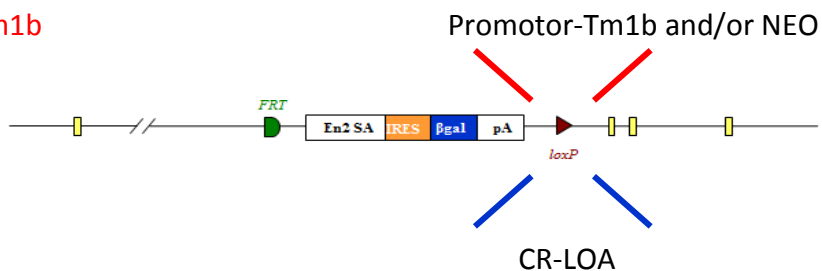 m1b
Promotor-Tm1b and/or NEO
FRT
En2 SA IRES βgal pA
loxP
CR-LOA